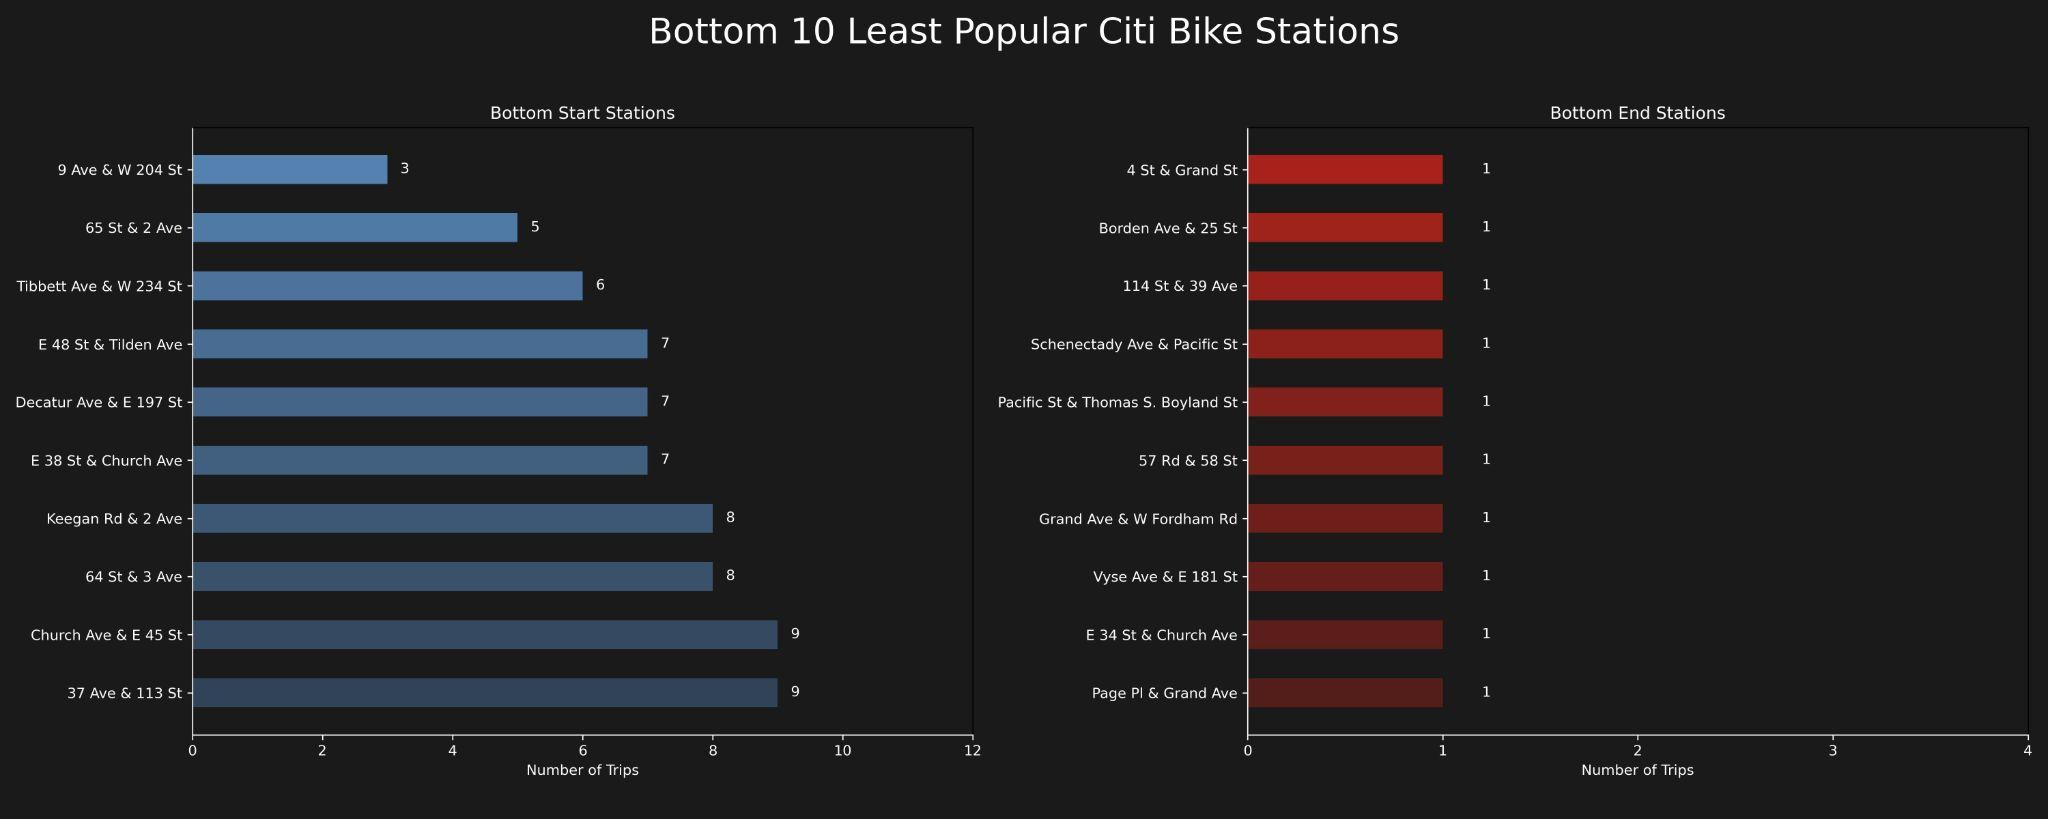 Bottom 10 Least Popular Citi Bike Stations
Bottom Start Stations
9 Ave & W 204 St 3
65 St & 2 Ave 5
Tibbett Ave & W 234 St 6
E 48 St & Tilden Ave 7
Decatur Ave & E 197 St 7
E 38 St & Church Ave 7
Keegan Rd & 2 Ave 8
64 St & 3 Ave 8
Church Ave & E 45 St 9
37 Ave & 113 St 9
0 2 4 6 8 10 12
Number of Trips
Bottom End Stations
4 St & Grand St 1
Borden Ave & 25 St 1
114 St & 39 Ave 1
Schenectady Ave & Pacific St 1
Pacific St & Thomas S. Boyland St 1
57 Rd & 58 St 1
Grand Ave & W Fordham Rd 1
Vyse Ave & E 181 St 1
E 34 St & Church Ave 1
Page Pl & Grand Ave 1
0 1 2 3 4
Number of Trips